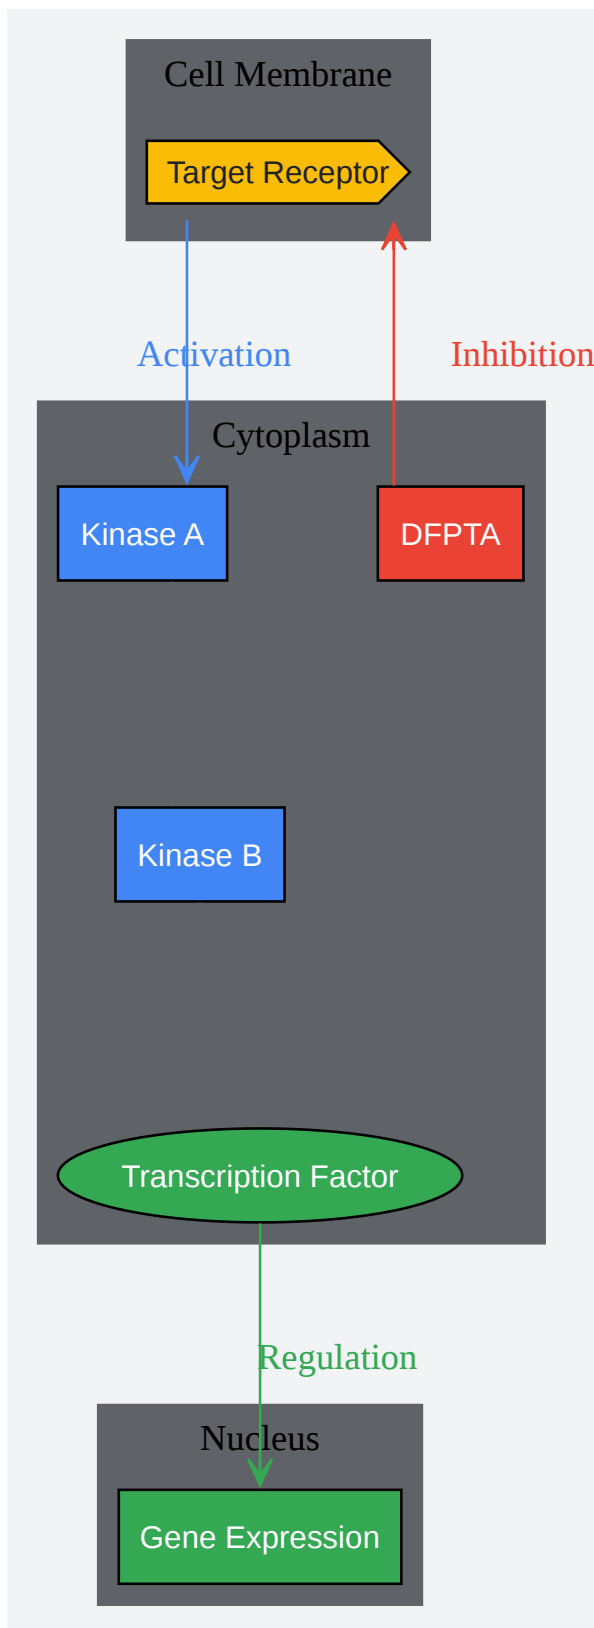 Cell Membrane
Target Receptor
Activation
Inhibition
Cytoplasm
Kinase A
DFPTA
Kinase B
Transcription Factor
Regulation
Nucleus
Gene Expression